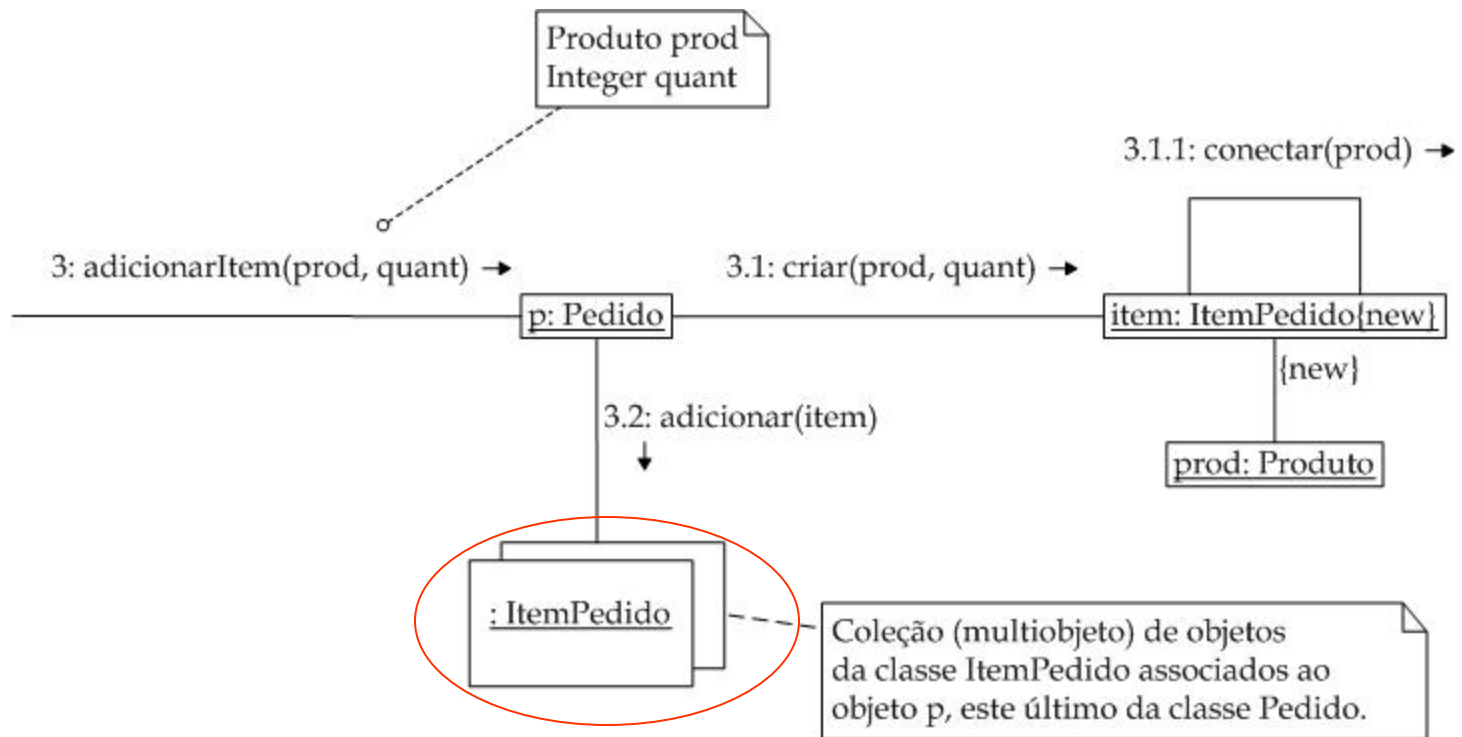 Produto prod
Integer quant
3.1.1: conectar(prod)
3: adicionarItem(prod, quant)
3.1: criar(prod, quant)
p: Pedido
item: ItemPedido{new}
{new}
3.2: adicionar(item)
prod: Produto
: ItemPedido
Coleção (multiobjeto) de objetos
da classe ItemPedido associados ao
objeto p, este último da classe Pedido.